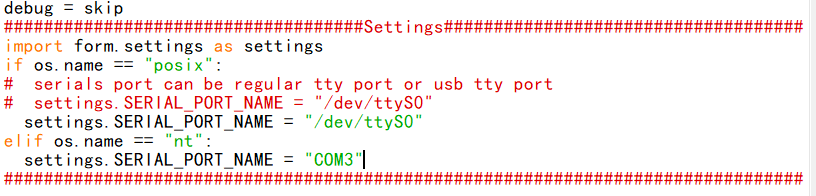 debug = skip
####################################Settings####################################
import form.settings as settings
if os.name == "posix":
#  serials port can be regular tty port or usb tty port
#  settings.SERIAL_PORT_NAME = "/dev/ttyS0"
  settings.SERIAL_PORT_NAME = "/dev/ttyS0"
elif os.name == "nt":
  settings.SERIAL_PORT_NAME = "COM3"
################################################################################